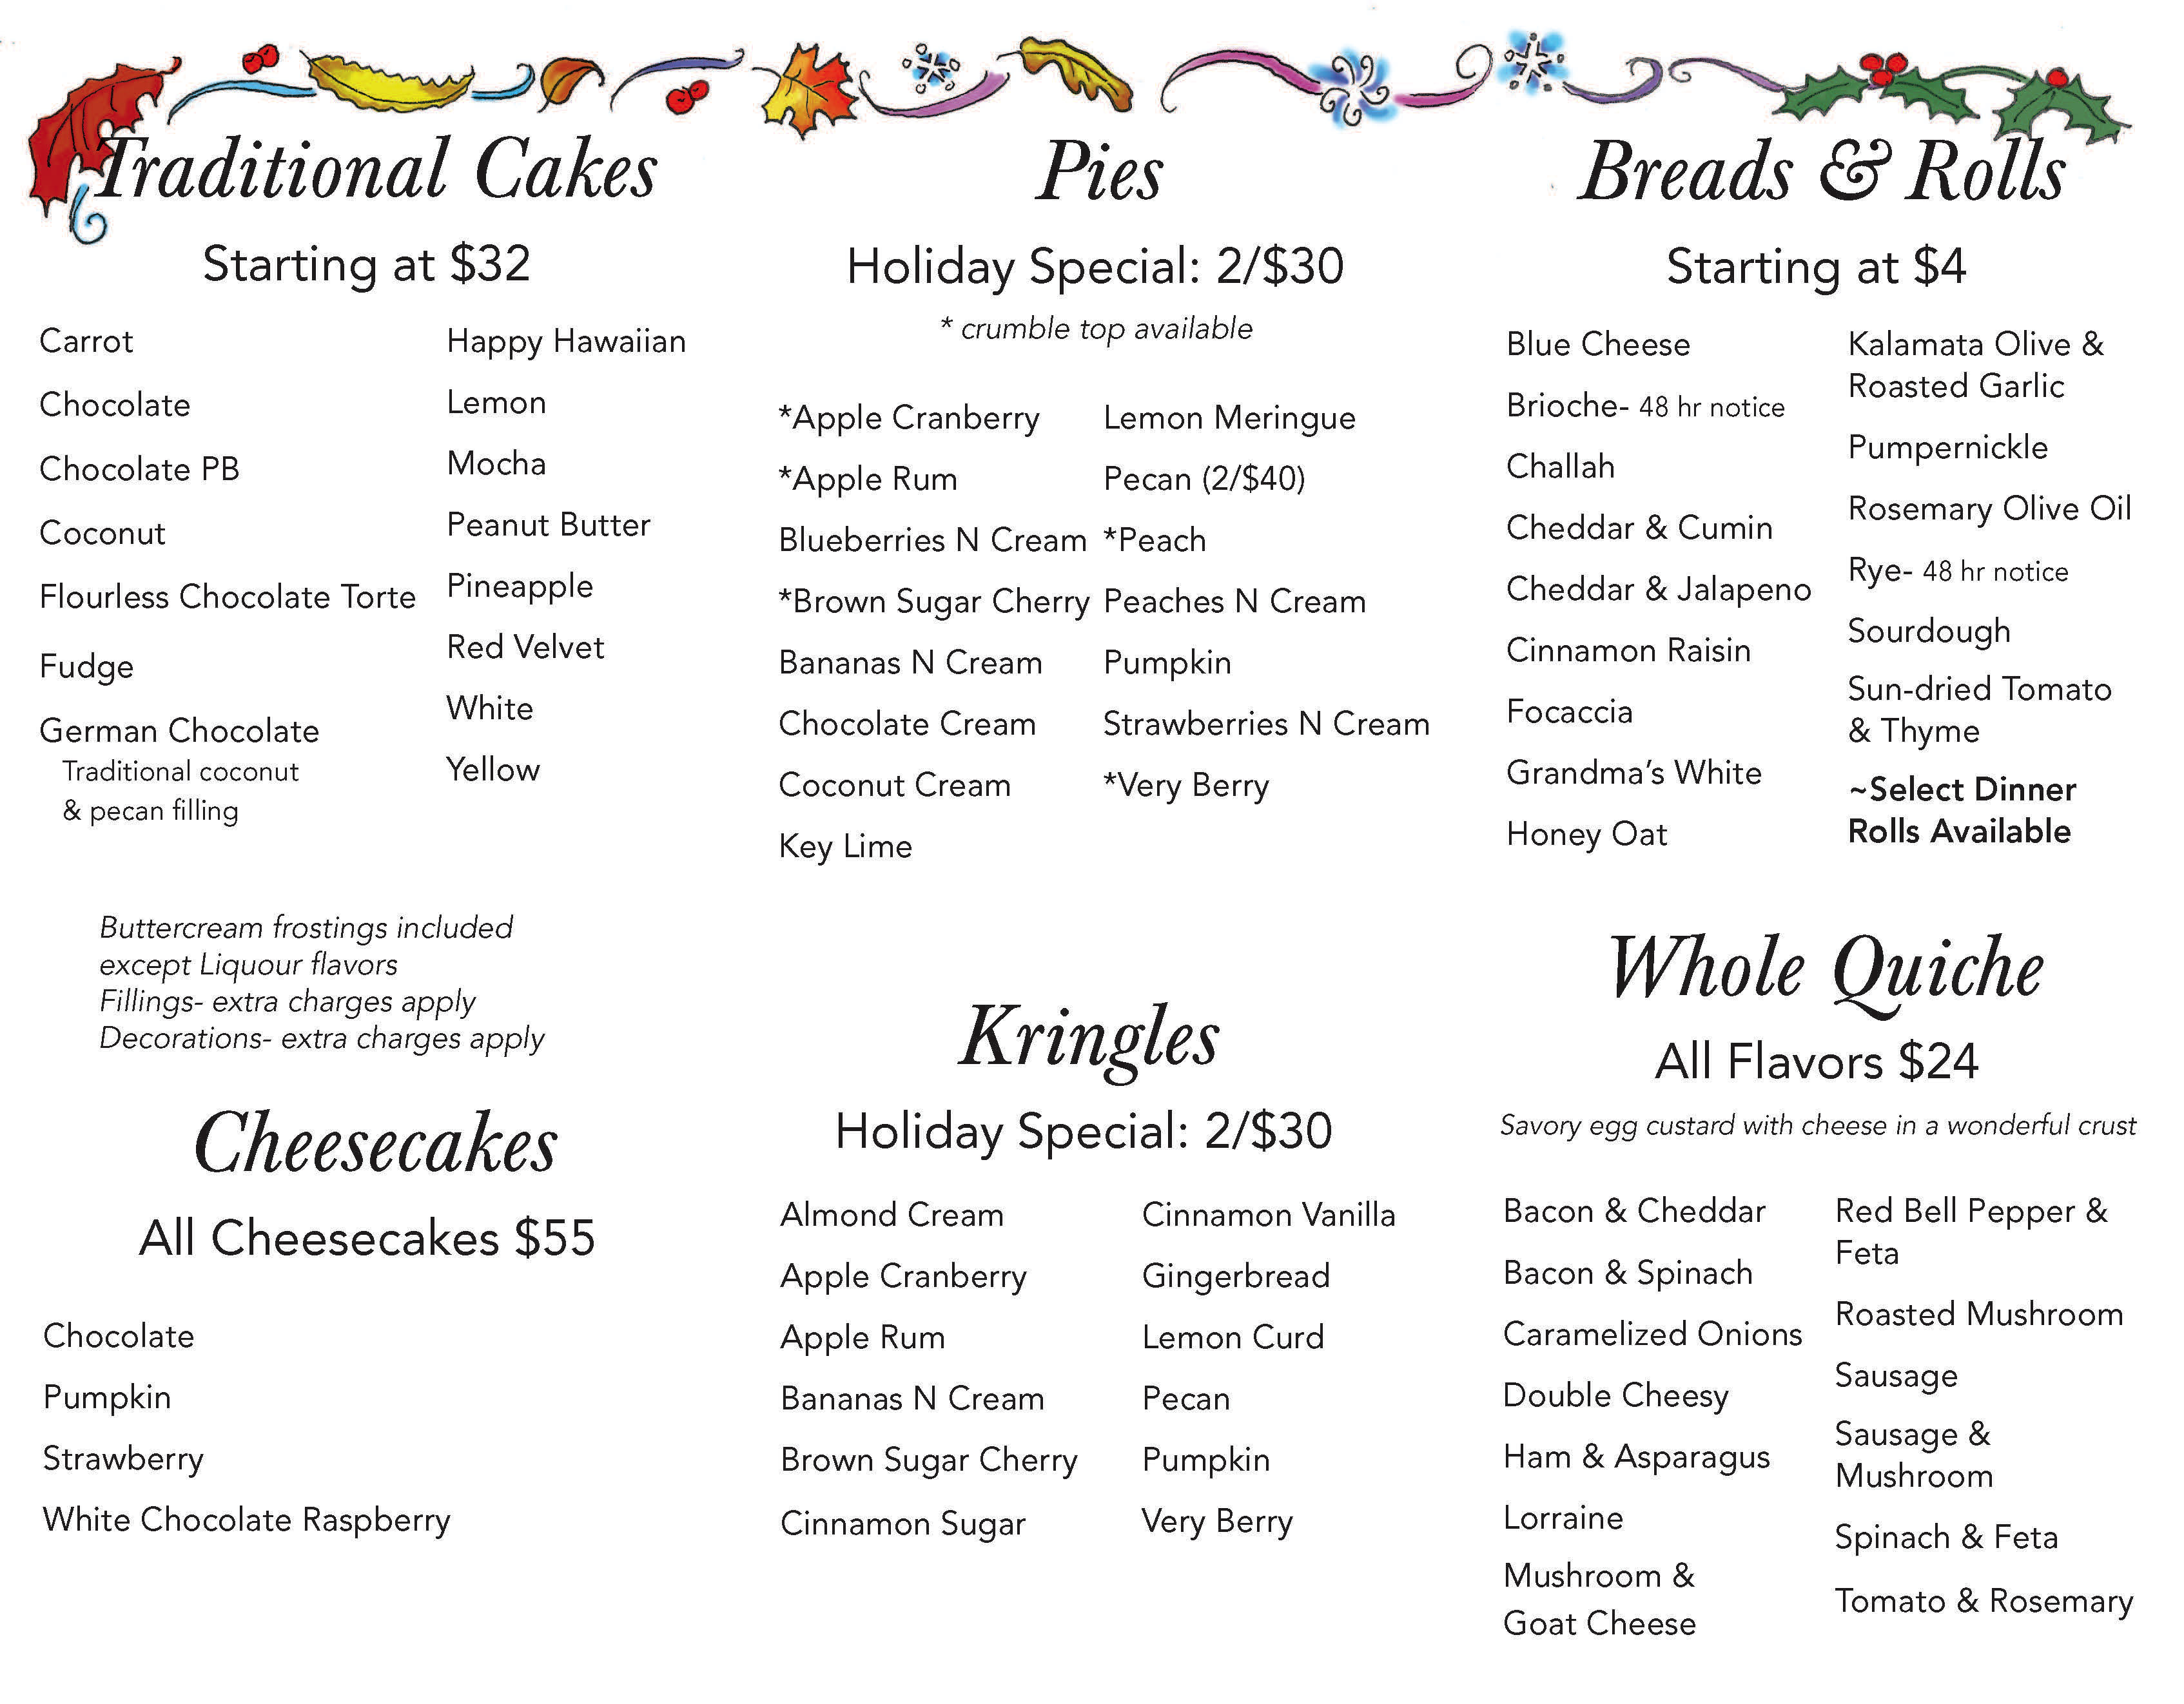 Traditional Cakes
Starting at $32
Carrot
Chocolate
Chocolate PB
Coconut
Flourless Chocolate Torte
Fudge
German Chocolate
Traditional coconut
& pecan filling
Happy Hawaiian
Lemon
Mocha
Peanut Butter
Pineapple
Red Velvet
White
Yellow
Buttercream frostings included
except Liquour flavors
Fillings- extra charges apply
Decorations- extra charges apply
Cheesecakes
All Cheesecakes $55
Chocolate
Pumpkin
Strawberry
White Chocolate Raspberry
Pies
Holiday Special: 2/$30
* crumble top available
*Apple Cranberry
*Apple Rum
Blueberries N Cream
*Brown Sugar Cherry
Bananas N Cream
Chocolate Cream
Coconut Cream
Key Lime
Lemon Meringue
Pecan (2/$40)
*Peach
Peaches N Cream
Pumpkin
Strawberries N Cream
*Very Berry
Kringles
Holiday Special: 2/$30
Almond Cream
Apple Cranberry
Apple Rum
Bananas N Cream
Brown Sugar Cherry
Cinnamon Sugar
Cinnamon Vanilla
Gingerbread
Lemon Curd
Pecan
Pumpkin
Very Berry
Breads & Rolls
Starting at $4
Blue Cheese
Brioche- 48 hr notice
Challah
Cheddar & Cumin
Cheddar & Jalapeno
Cinnamon Raisin
Focaccia
Grandma’s White
Honey Oat
Kalamata Olive &
Roasted Garlic
Pumpernickle
Rosemary Olive Oil
Rye- 48 hr notice
Sourdough
Sun-dried Tomato
& Thyme
~Select Dinner
Rolls Available
Whole Quiche
All Flavors $24
Savory egg custard with cheese in a wonderful crust
Bacon & Cheddar
Bacon & Spinach
Caramelized Onions
Double Cheesy
Ham & Asparagus
Lorraine
Mushroom &
Goat Cheese
Red Bell Pepper &
Feta
Roasted Mushroom
Sausage
Sausage &
Mushroom
Spinach & Feta
Tomato & Rosemary